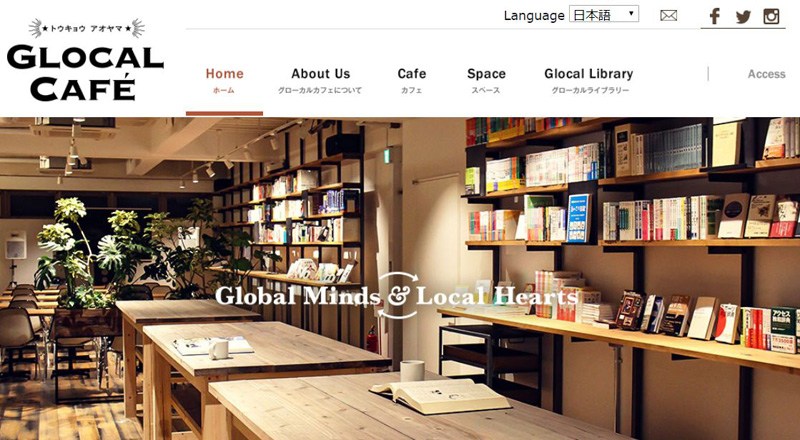 Language 日本語
★トウキョウ アオヤマ★
GLOCAL
CAFÉ
Home
ホーム
About Us
グローカルカフェについて
Cafe
カフェ
Space
スペース
Glocal Library
グローカルライブラリー
Access
Global Minds & Local Hearts